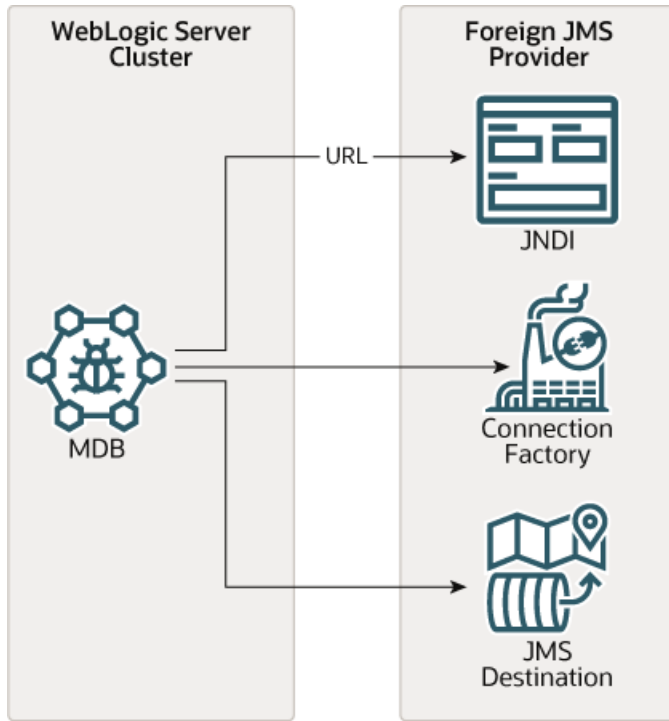 WebLogic Server
Cluster
Foreign JMS
Provider
URL
JNDI
MDB
Connection
Factory
JMS
Destination